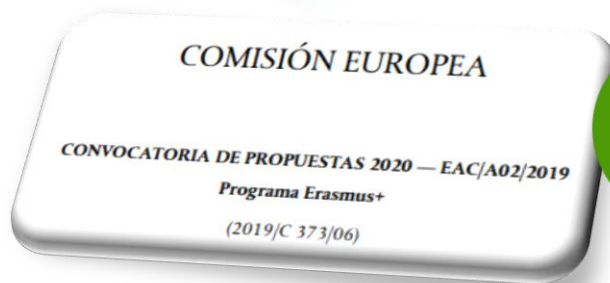 COMISIÓN EUROPEA
CONVOCATORIA DE PROPUESTAS 2020 — EAC/A02/2019
Programa Erasmus+
(2019/C 373/06)